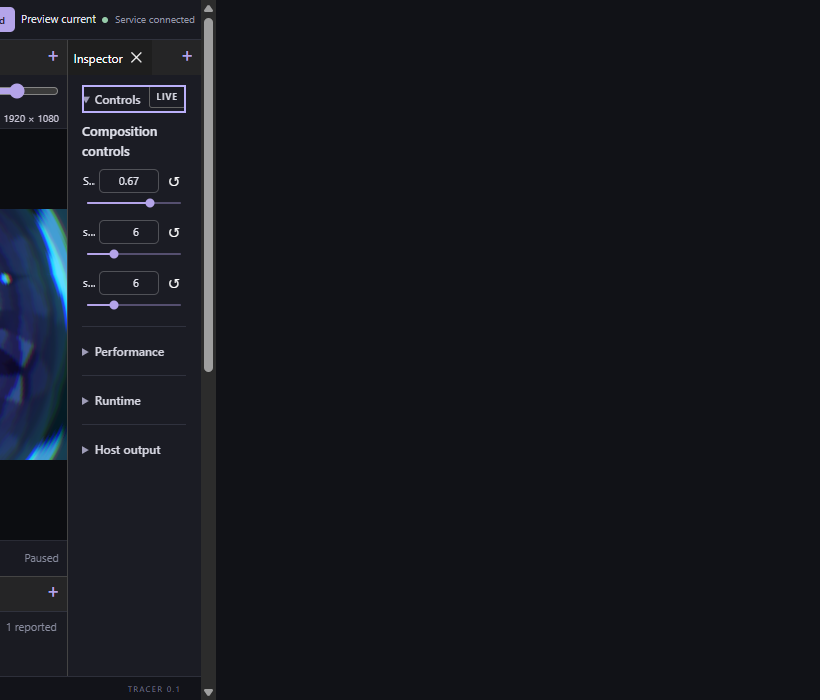 Preview current
Service connected
Inspector
Controls
LIVE
1920 × 1080
Composition
controls
S..
0.67
s...
6
s...
6
Performance
Runtime
Host output
Paused
1 reported
TRACER 0.1